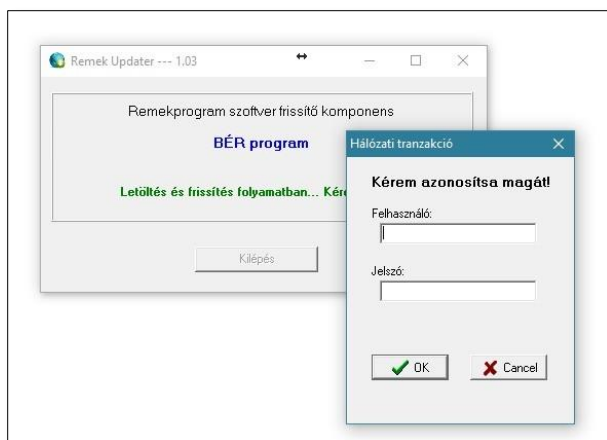 Remek Updater --- 1.03
Remekprogram szoftver frissítő komponens
BÉR program
Letöltés és frissítés folyamatban...
Kilépés
Hálózati tranzakció
Kérem azonosítsa magát!
Felhasználó:
Jelszó:
OK
Cancel